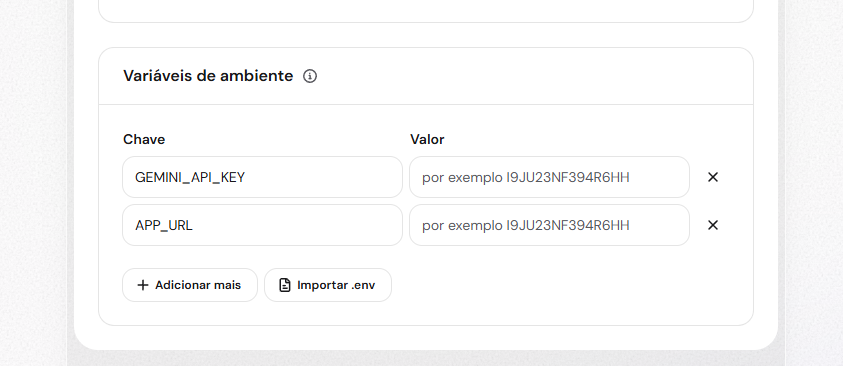 Variáveis de ambiente
Chave Valor
GEMINI_API_KEY por exemplo I9JU23NF394R6HH
APP_URL por exemplo I9JU23NF394R6HH
Adicionar mais Importar .env